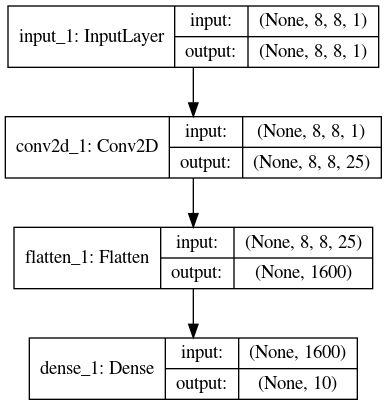 input_1: InputLayer
input: (None, 8, 8, 1)
output: (None, 8, 8, 1)
conv2d_1: Conv2D
input: (None, 8, 8, 1)
output: (None, 8, 8, 25)
flatten_1: Flatten
input: (None, 8, 8, 25)
output: (None, 1600)
dense_1: Dense
input: (None, 1600)
output: (None, 10)